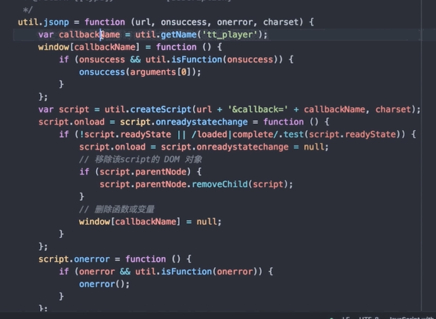 */
util.jsonp = function (url, onsuccess, onerror, charset) {
var callbackName = util.getName('tt_player');
window[callbackName] = function () {
if (onsuccess && util.isFunction(onsuccess)) {
onsuccess(arguments[0]);
}
};
var script = util.createScript(url + '&callback=' + callbackName, charset);
script.onload = script.onreadystatechange = function () {
if (!script.readyState || /loaded|complete/.test(script.readyState)) {
script.onload = script.onreadystatechange = null;
// 移除该script的 DOM 对象
if (script.parentNode) {
script.parentNode.removeChild(script);
}
// 删除函数或变量
window[callbackName] = null;
}
};
script.onerror = function () {
if (onerror && util.isFunction(onerror)) {
onerror();
}
};